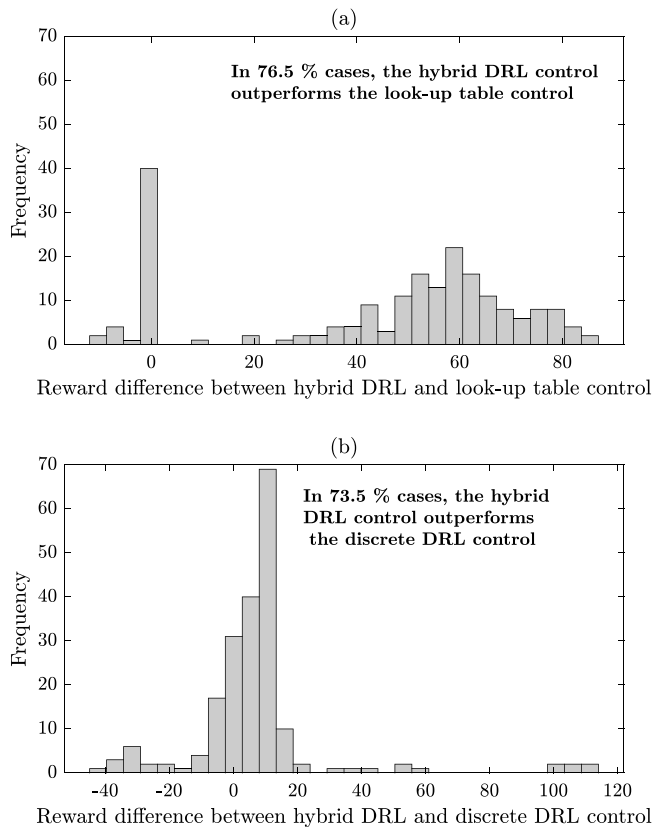 (a)
70
60
50
40
30
20
10
0
Frequency
In 76.5 % cases, the hybrid DRL control
outperforms the look-up table control
0 20 40 60 80
Reward difference between hybrid DRL and look-up table control
(b)
70
60
50
40
30
20
10
0
Frequency
In 73.5 % cases, the hybrid
DRL control outperforms
the discrete DRL control
-40 -20 0 20 40 60 80 100 120
Reward difference between hybrid DRL and discrete DRL control